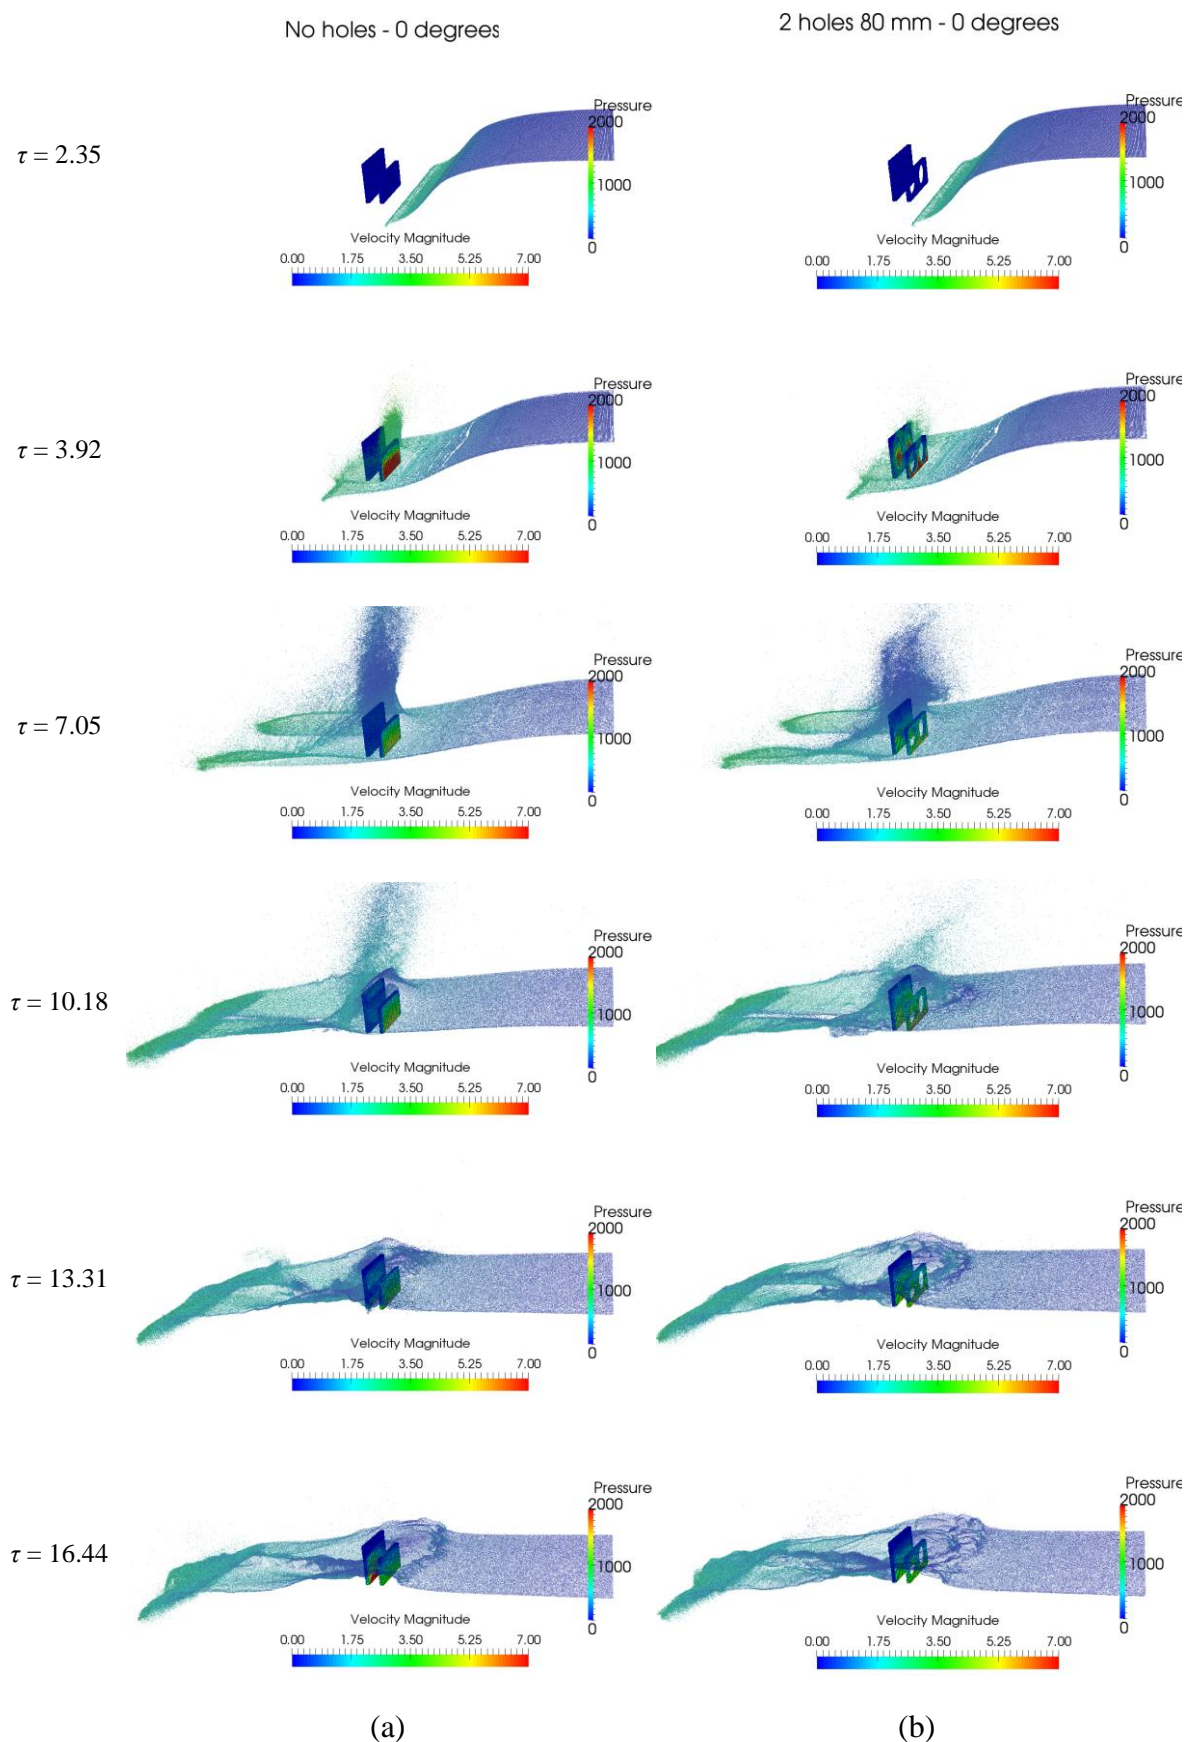 No holes - 0 degrees
2 holes 80 mm - 0 degrees
τ = 2.35
Pressure
2000
1000
0
Velocity Magnitude
0.00 1.75 3.50 5.25 7.00
Pressure
2000
1000
0
Velocity Magnitude
0.00 1.75 3.50 5.25 7.00
τ = 3.92
Pressure
2000
1000
0
Velocity Magnitude
0.00 1.75 3.50 5.25 7.00
Pressure
2000
1000
0
Velocity Magnitude
0.00 1.75 3.50 5.25 7.00
τ = 7.05
Pressure
2000
1000
0
Velocity Magnitude
0.00 1.75 3.50 5.25 7.00
Pressure
2000
1000
0
Velocity Magnitude
0.00 1.75 3.50 5.25 7.00
τ = 10.18
Pressure
2000
1000
0
Velocity Magnitude
0.00 1.75 3.50 5.25 7.00
Pressure
2000
1000
0
Velocity Magnitude
0.00 1.75 3.50 5.25 7.00
τ = 13.31
Pressure
2000
1000
0
Velocity Magnitude
0.00 1.75 3.50 5.25 7.00
Pressure
2000
1000
0
Velocity Magnitude
0.00 1.75 3.50 5.25 7.00
τ = 16.44
Pressure
2000
1000
0
Velocity Magnitude
0.00 1.75 3.50 5.25 7.00
Pressure
2000
1000
0
Velocity Magnitude
0.00 1.75 3.50 5.25 7.00
(a)
(b)